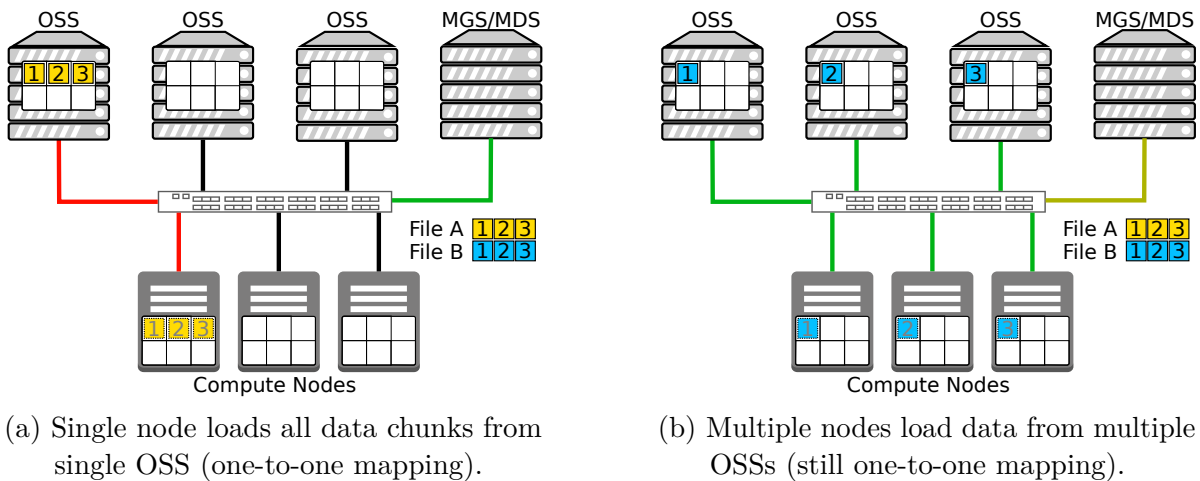 OSS OSS OSS MGS/MDS
1 2 3
File A 1 2 3
File B 1 2 3
1 2 3
Compute Nodes
(a) Single node loads all data chunks from
single OSS (one-to-one mapping).
OSS OSS OSS MGS/MDS
1 2 3
File A 1 2 3
File B 1 2 3
1 2 3
Compute Nodes
(b) Multiple nodes load data from multiple
OSSs (still one-to-one mapping).